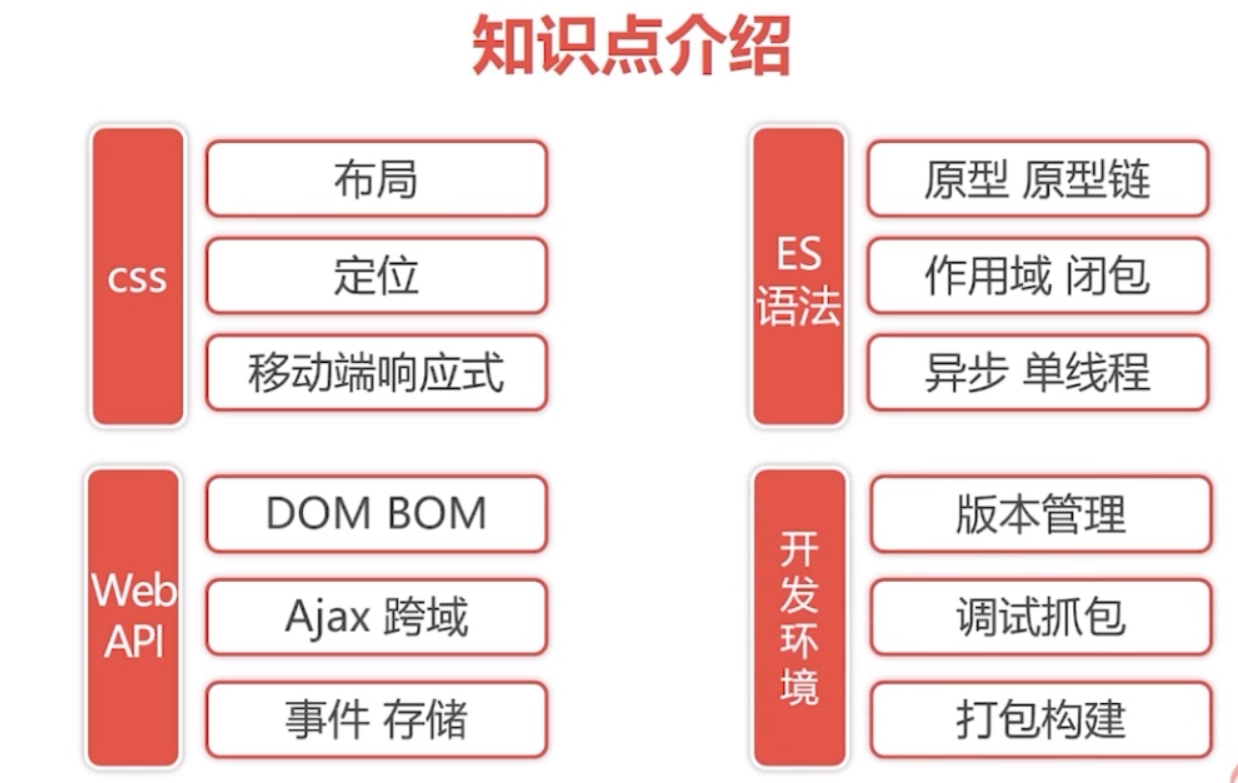 知识点介绍
css
布局
定位
移动端响应式
ES
语法
原型 原型链
作用域 闭包
异步 单线程
Web
API
DOM BOM
Ajax 跨域
事件 存储
开
发
环
境
版本管理
调试抓包
打包构建